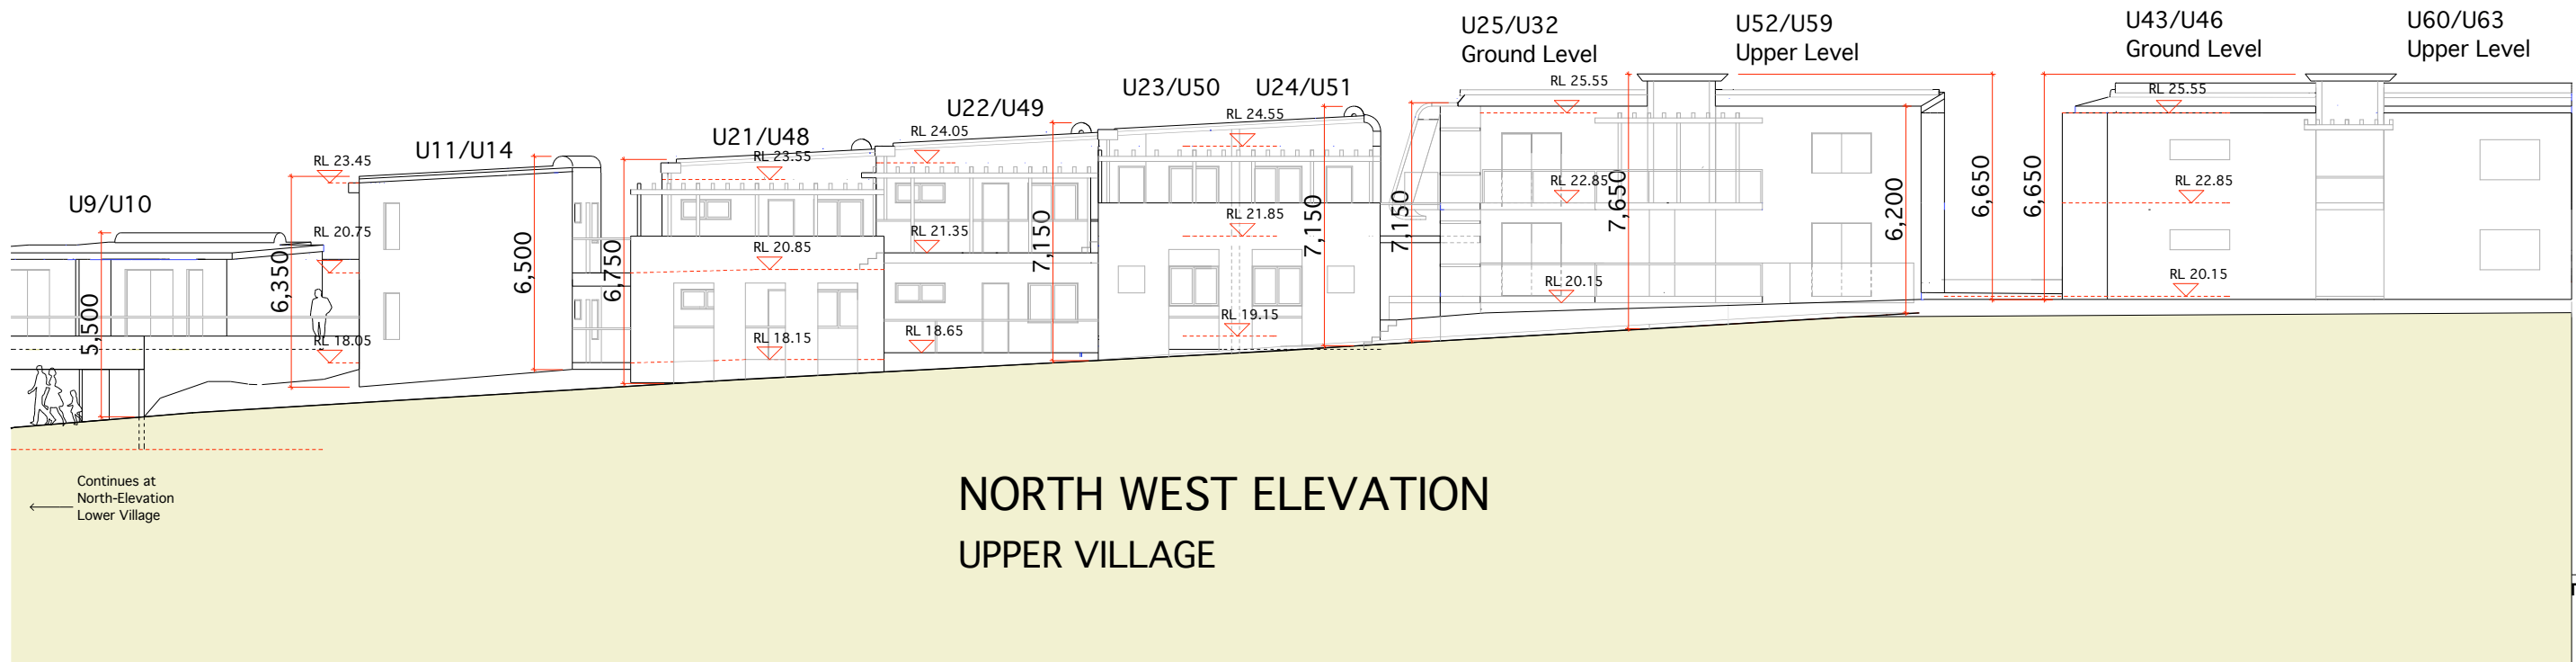 U9/U10
5,500
6,350
RL 23.45
RL 20.75
RL 18.05
U11/U14
6,500
6,750
U21/U48
RL 23.55
RL 20.85
RL 18.15
U22/U49
RL 24.05
RL 21.35
RL 18.65
7,150
U23/U50
U24/U51
RL 24.55
RL 21.85
RL 19.15
7,150
7,150
U25/U32
Ground Level
RL 25.55
RL 22.85
RL 20.15
7,650
U52/U59
Upper Level
6,200
6,650
6,650
U43/U46
Ground Level
RL 25.55
RL 22.85
RL 20.15
U60/U63
Upper Level
Continues at
North-Elevation
Lower Village
NORTH WEST ELEVATION
UPPER VILLAGE